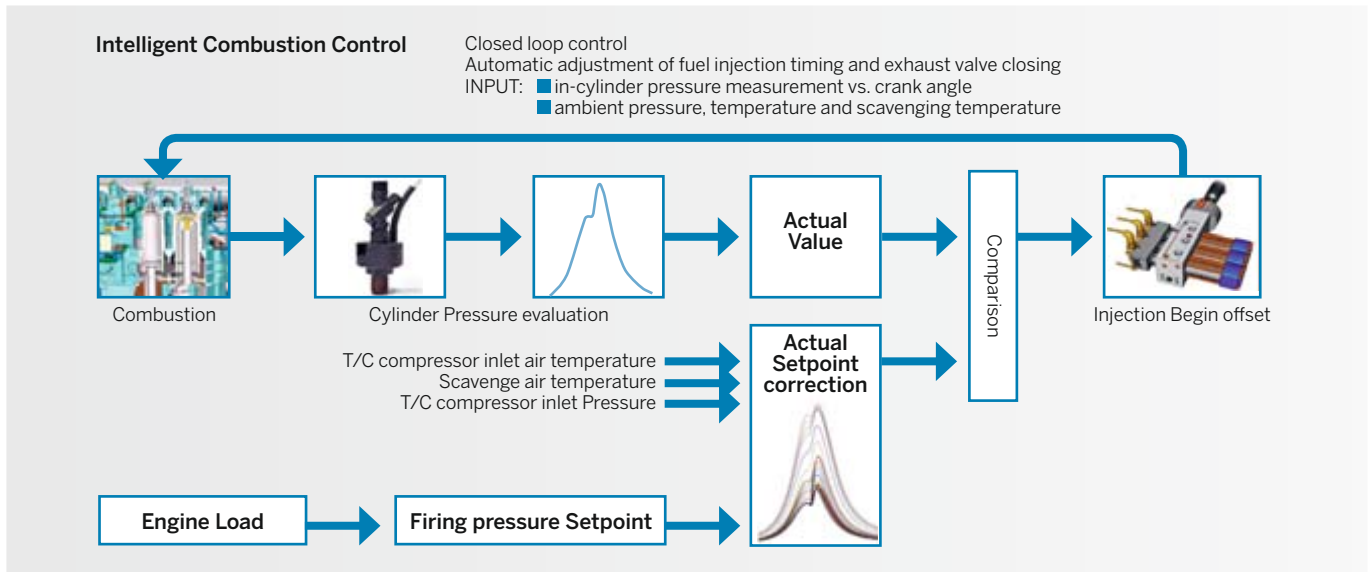 Intelligent Combustion Control
Closed loop control
Automatic adjustment of fuel injection timing and exhaust valve closing
INPUT: in-cylinder pressure measurement vs. crank angle
ambient pressure, temperature and scavenging temperature
Combustion
Cylinder Pressure evaluation
Actual
Value
Comparison
Injection Begin offset
T/C compressor inlet air temperature
Scavenge air temperature
T/C compressor inlet Pressure
Actual
Setpoint
correction
Engine Load
Firing pressure Setpoint